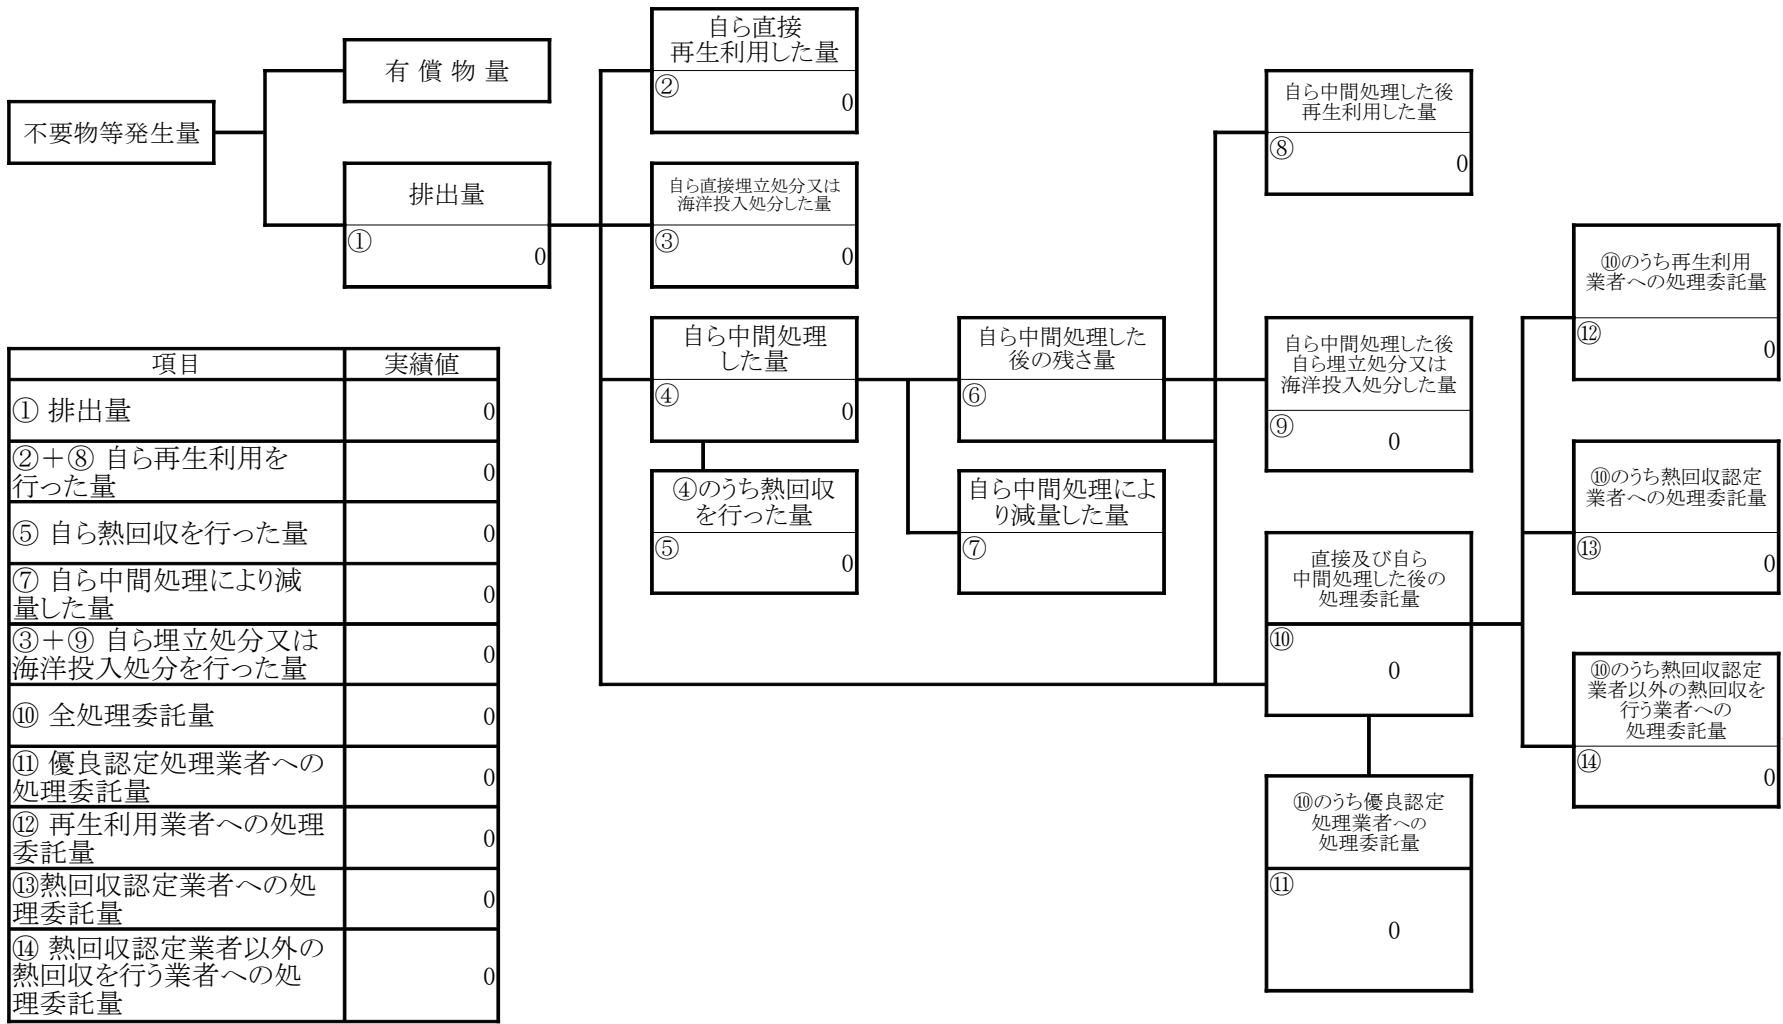 不要物等発生量
有 償 物 量
排出量
①
0
自ら直接
再生利用した量
②
0
自ら直接埋立処分又は
海洋投入処分した量
③
0
自ら中間処理
した量
④
0
④のうち熱回収
を行った量
⑤
0
自ら中間処理した
後の残さ量
⑥
自ら中間処理によ
り減量した量
⑦
自ら中間処理した後
再生利用した量
⑧
0
自ら中間処理した後
自ら埋立処分又は
海洋投入処分した量
⑨
0
直接及び自ら
中間処理した後の
処理委託量
⑩
0
⑩のうち優良認定
処理業者への
処理委託量
⑪
0
⑩のうち再生利用
業者への処理委託量
⑫
0
⑩のうち熱回収認定
業者への処理委託量
⑬
0
⑩のうち熱回収認定
業者以外の熱回収を
行う業者への
処理委託量
⑭
0
項目 実績値
① 排出量 0
②＋⑧ 自ら再生利用を
行った量 0
⑤ 自ら熱回収を行った量 0
⑦ 自ら中間処理により減
量した量 0
③＋⑨ 自ら埋立処分又は
海洋投入処分を行った量 0
⑩ 全処理委託量 0
⑪ 優良認定処理業者への
処理委託量 0
⑫ 再生利用業者への処理
委託量 0
⑬熱回収認定業者への処
理委託量 0
⑭ 熱回収認定業者以外の
熱回収を行う業者への処
理委託量 0